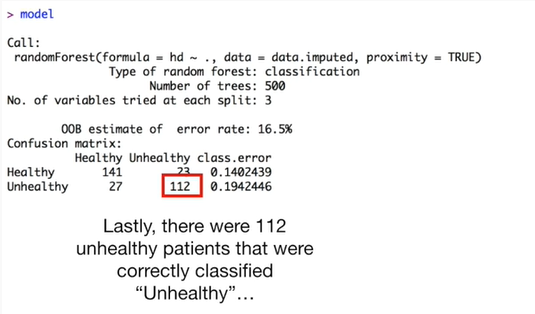 > model
Call:
randomForest(formula = hd ~ ., data = data.imputed, proximity = TRUE)
Type of random forest: classification
Number of trees: 500
No. of variables tried at each split: 3
OOB estimate of error rate: 16.5%
Confusion matrix:
Healthy Unhealthy class.error
Healthy 141 23 0.1402439
Unhealthy 27 112 0.1942446
Lastly, there were 112
unhealthy patients that were
correctly classified
“Unhealthy”…